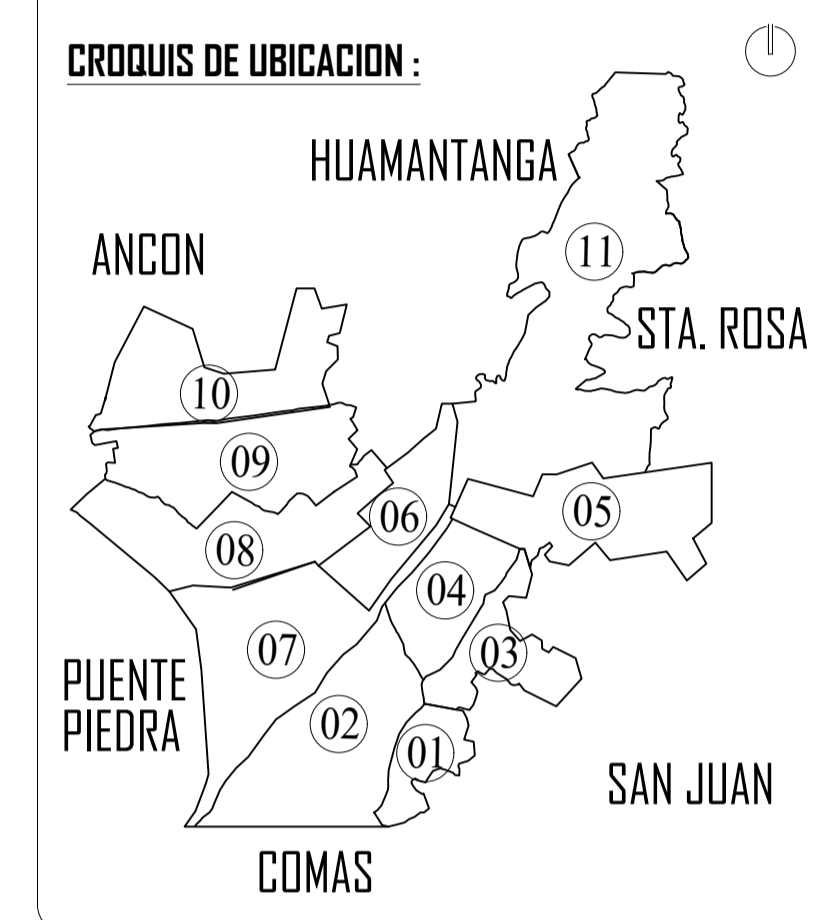 CROQUIS DE UBICACION :
HUAMANTANGA
ANCON
11
STA. ROSA
10
09
06
05
08
04
07
03
PUENTE
PIEDRA
02
01
SAN JUAN
COMAS